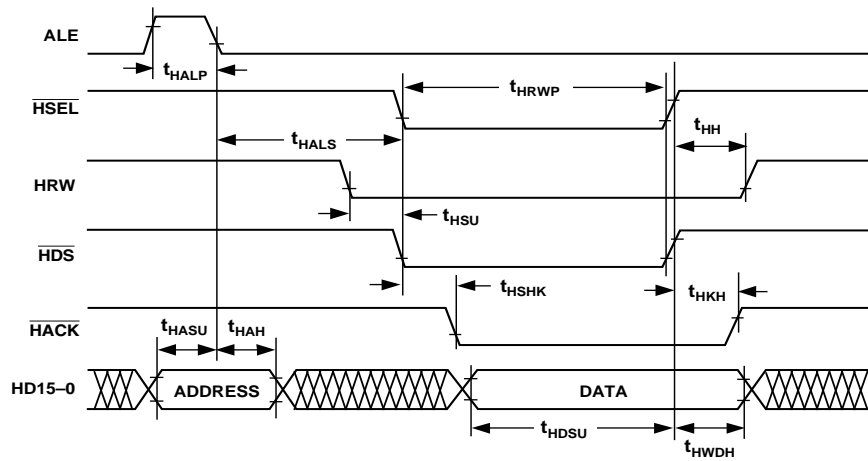 ALE
tHALP
HSEL
tHRWP
tHALS
tHH
HRW
tHSU
HDS
tHSHK
tHKH
HACK
tHASU
tHAH
HD15–0
ADDRESS
DATA
tHDSU
tHWDH